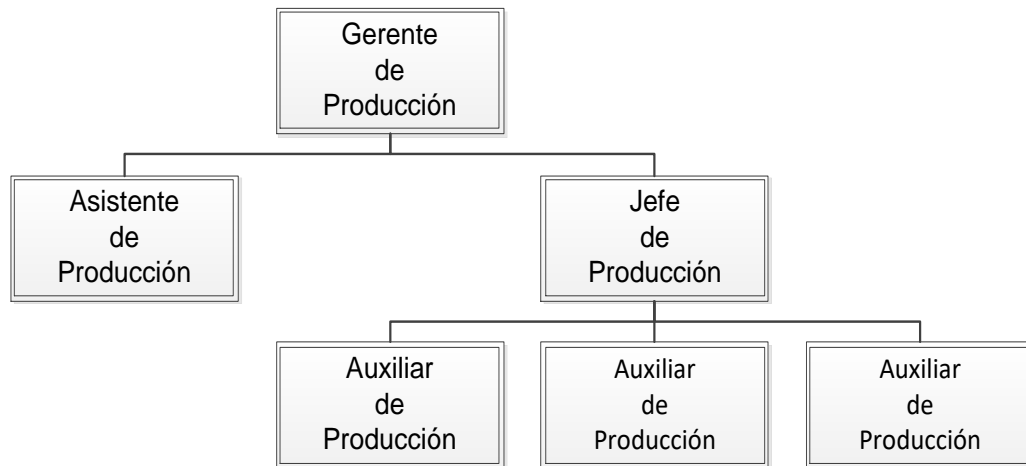 Gerente
de
Producción
Asistente
de
Producción
Jefe
de
Producción
Auxiliar
de
Producción
Auxiliar
de
Producción
Auxiliar
de
Producción